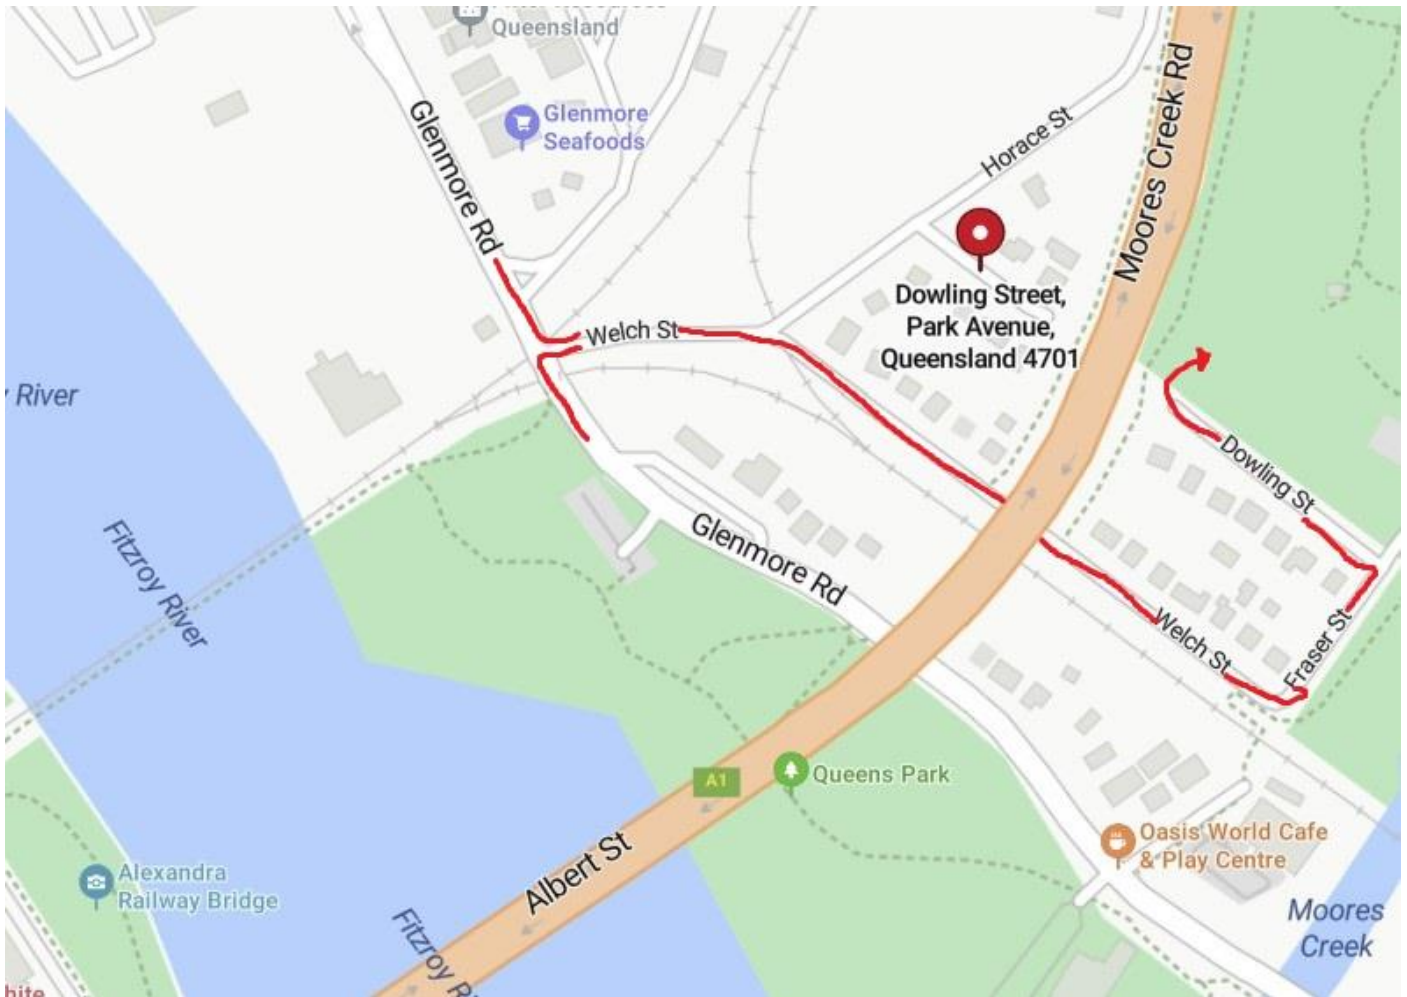 Queensland
Glenmore Rd
Glenmore
Seafoods
Horace St
Moores Creek Rd
Dowling Street,
Park Avenue,
Queensland 4701
Welch St
River
Dowling St
Fitzroy River
Glenmore Rd
Welch St
Fraser St
A1
Queens Park
Albert St
Oasis World Cafe
& Play Centre
Alexandra
Railway Bridge
Fitzroy
Moores
Creek